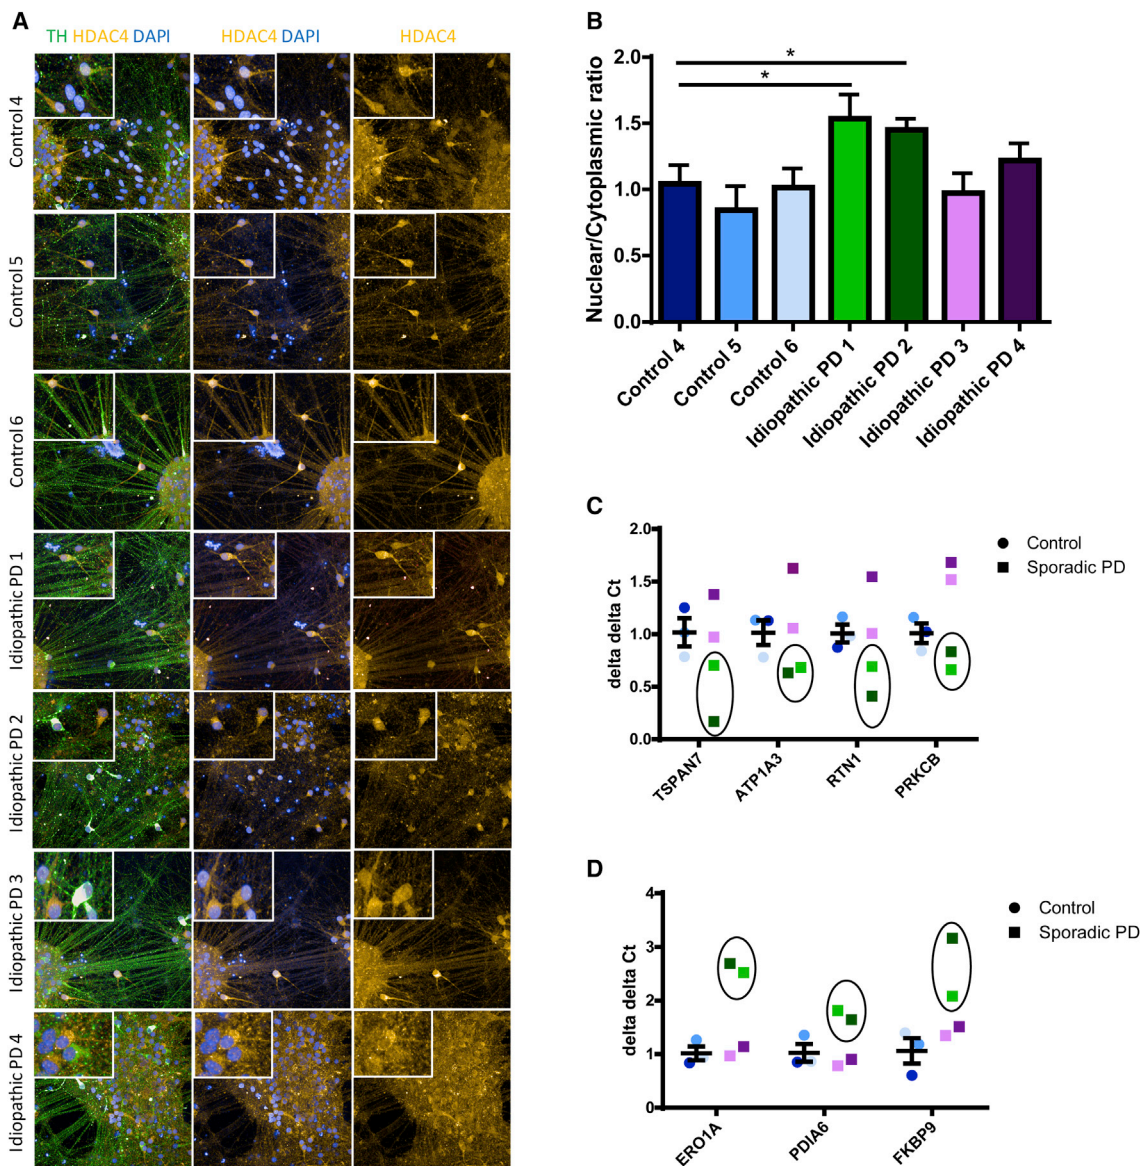 A
TH HDAC4 DAPI
HDAC4 DAPI
HDAC4
Control 4
Control 5
Control 6
Idiopathic PD 1
Idiopathic PD 2
Idiopathic PD 3
Idiopathic PD 4
B
Nuclear/Cytoplasmic ratio
2.0
1.5
1.0
0.5
0.0
*
*
Control 4
Control 5
Control 6
Idiopathic PD 1
Idiopathic PD 2
Idiopathic PD 3
Idiopathic PD 4
C
delta delta Ct
2.0
1.5
1.0
0.5
0.0
Control
Sporadic PD
TSPAN7
ATP1A3
RTN1
PRKCB
D
delta delta Ct
4
3
2
1
0
Control
Sporadic PD
ERO1A
PDIA6
FKBP9